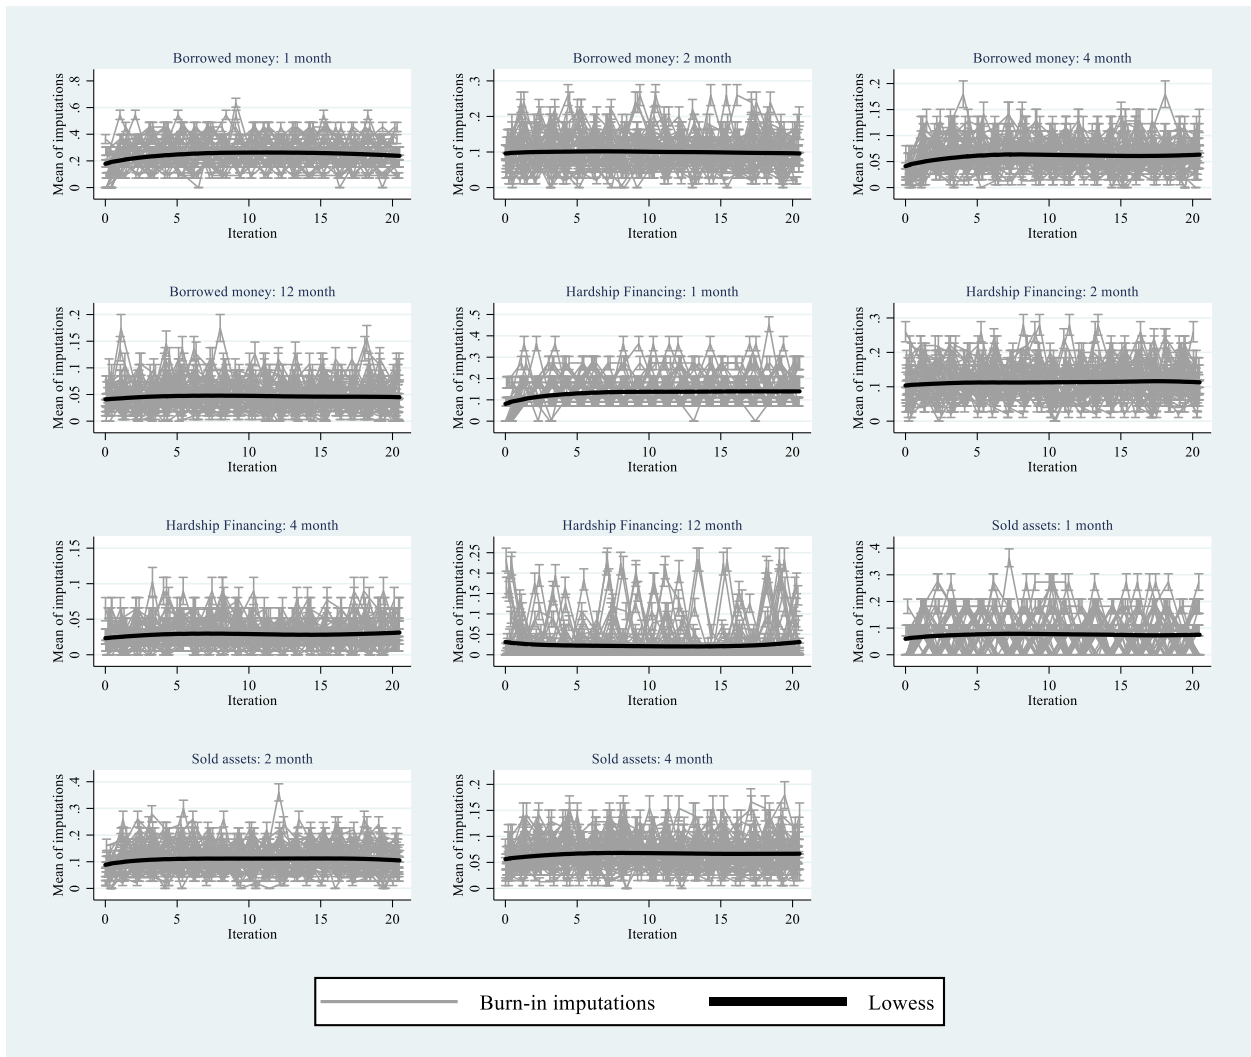 Borrowed money: 1 month
Mean of imputations
0 .2 .4 .6 .8
0 5 10 15 20
Iteration
Borrowed money: 2 month
Mean of imputations
0 .1 .2 .3
0 5 10 15 20
Iteration
Borrowed money: 4 month
Mean of imputations
0 .05 .1 .15 .2
0 5 10 15 20
Iteration
Borrowed money: 12 month
Mean of imputations
0 .05 .1 .15 .2
0 5 10 15 20
Iteration
Hardship Financing: 1 month
Mean of imputations
0 .1 .2 .3 .4 .5
0 5 10 15 20
Iteration
Hardship Financing: 2 month
Mean of imputations
0 .1 .2 .3
0 5 10 15 20
Iteration
Hardship Financing: 4 month
Mean of imputations
0 .05 .1 .15
0 5 10 15 20
Iteration
Hardship Financing: 12 month
Mean of imputations
0 .05 .1 .15 .2 .25
0 5 10 15 20
Iteration
Sold assets: 1 month
Mean of imputations
0 .1 .2 .3 .4
0 5 10 15 20
Iteration
Sold assets: 2 month
Mean of imputations
0 .1 .2 .3 .4
0 5 10 15 20
Iteration
Sold assets: 4 month
Mean of imputations
0 .05 .1 .15 .2
0 5 10 15 20
Iteration
Burn-in imputations Lowess